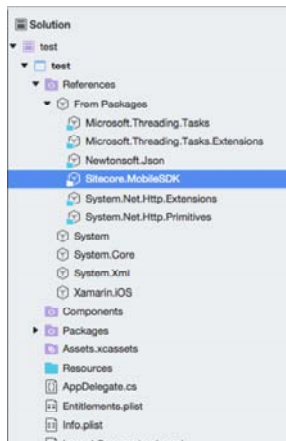 Solution
test
test
References
From Packages
Microsoft.Threading.Tasks
Microsoft.Threading.Tasks.Extensions
Newtonsoft.Json
Sitecore.MobileSDK
System.Net.Http.Extensions
System.Net.Http.Primitives
System
System.Core
System.Xml
Xamarin.iOS
Components
Packages
Assets.xcassets
Resources
AppDelegate.cs
Entitlements.plist
Info.plist